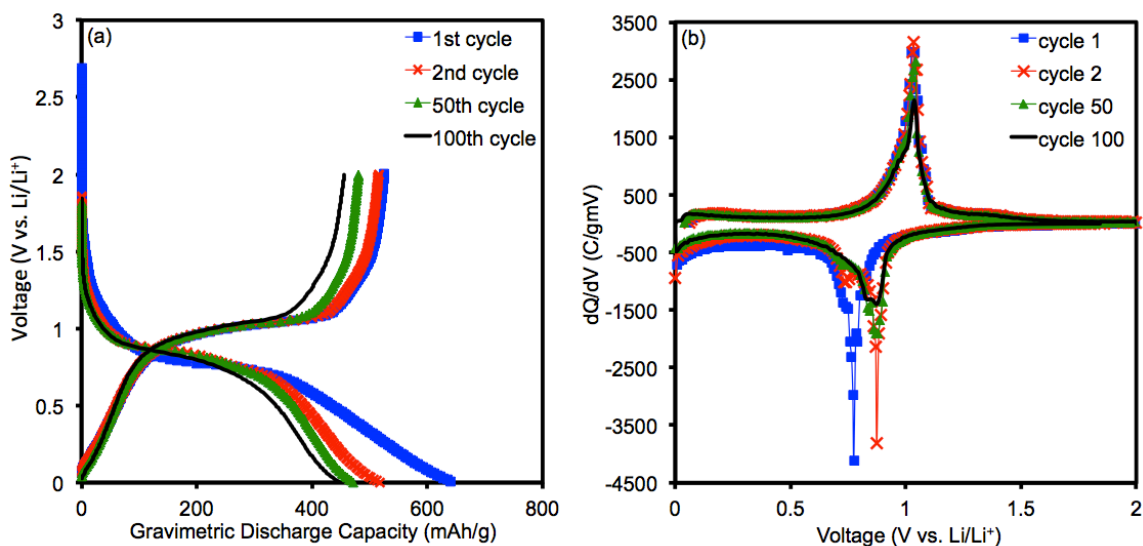 (a)
1st cycle
2nd cycle
50th cycle
100th cycle
3
2.5
2
1.5
1
0.5
0
Voltage (V vs. Li/Li⁺)
0 200 400 600 800
Gravimetric Discharge Capacity (mAh/g)
(b)
cycle 1
cycle 2
cycle 50
cycle 100
3500
2500
1500
500
-500
-1500
-2500
-3500
-4500
dQ/dV (C/gmV)
0 0.5 1 1.5 2
Voltage (V vs. Li/Li⁺)